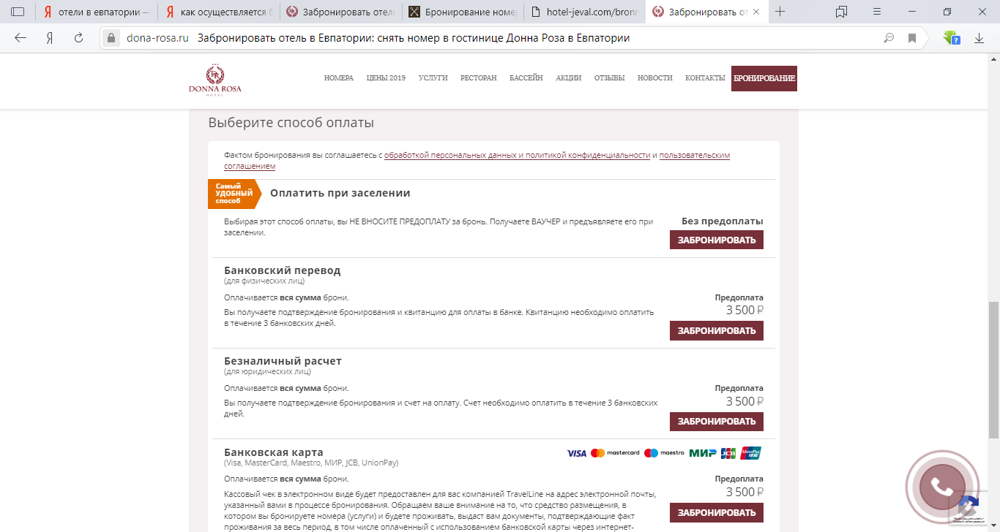 отели в евпатории —
как осуществляется
Забронировать отель
Бронирование номер
hotel-jeval.com/bronı
Забронировать от
dona-rosa.ru Забронировать отель в Евпатории: снять номер в гостинице Донна Роза в Евпатории
DONNA ROSA
HOTEL
НОМЕРА ЦЕНЫ 2019 УСЛУГИ РЕСТОРАН БАССЕЙН АКЦИИ ОТЗЫВЫ НОВОСТИ КОНТАКТЫ БРОНИРОВАНИЕ
Выберите способ оплаты
Фактом бронирования вы соглашаетесь с обработкой персональных данных и политикой конфиденциальности и пользовательским
соглашением
Самый
УДОБНЫЙ
способ
Оплатить при заселении
Выбирая этот способ оплаты, вы НЕ ВНОСИТЕ ПРЕДОПЛАТУ за бронь. Получаете ВАУЧЕР и предъявляете его при
заселении.
Без предоплаты
ЗАБРОНИРОВАТЬ
Банковский перевод
(для физических лиц)
Оплачивается вся сумма брони.
Вы получаете подтверждение бронирования и квитанцию для оплаты в банке. Квитанцию необходимо оплатить
в течение 3 банковских дней.
Предоплата
3 500 ₽
ЗАБРОНИРОВАТЬ
Безналичный расчет
(для юридических лиц)
Оплачивается вся сумма брони.
Вы получаете подтверждение бронирования и счет на оплату. Счет необходимо оплатить в течение 3 банковских
дней.
Предоплата
3 500 ₽
ЗАБРОНИРОВАТЬ
Банковская карта
(Visa, MasterCard, Maestro, МИР, JCB, UnionPay)
VISA mastercard maestro МИР JCB UnionPay
Оплачивается вся сумма брони.
Кассовый чек в электронном виде будет предоставлен для вас компанией TravelLine на адрес электронной почты,
указанный вами в процессе бронирования. Обращаем ваше внимание на то, что средство размещения, в
котором вы бронируете номера (услуги) и будете проживать, выдаст вам документы, подтверждающие факт
проживания за весь период, в том числе оплаченный с использованием банковской карты через интернет-
Предоплата
3 500 ₽
ЗАБРОНИРОВАТЬ